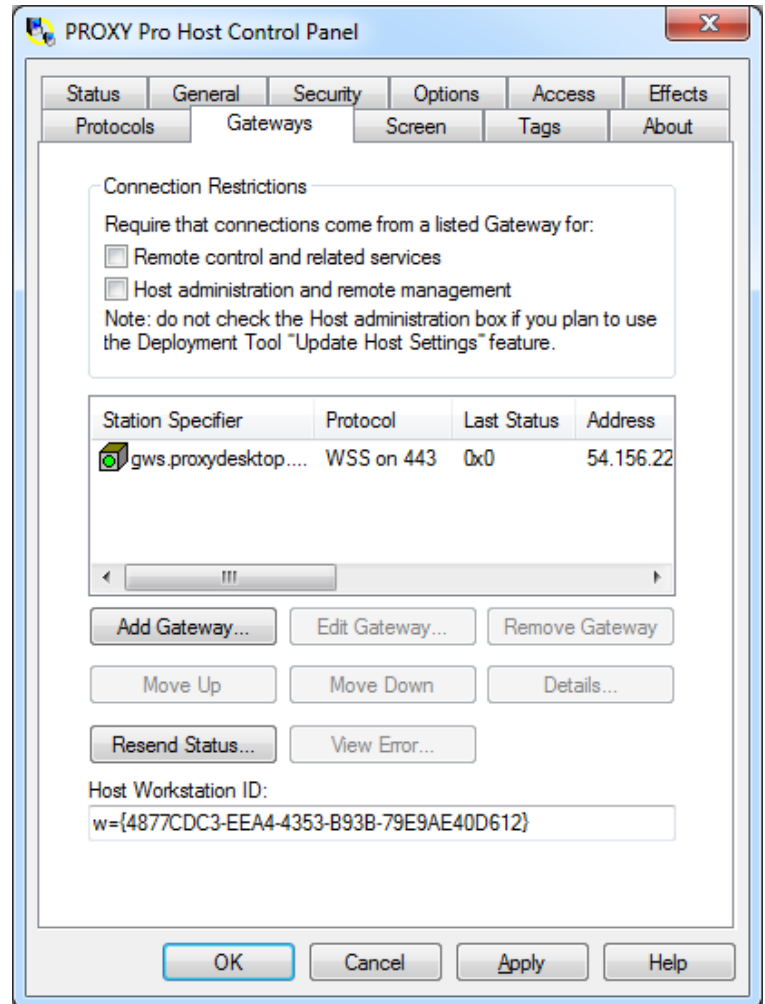 PROXY Pro Host Control Panel
Status General Security Options Access Effects
Protocols Gateways Screen Tags About
Connection Restrictions
Require that connections come from a listed Gateway for:
Remote control and related services
Host administration and remote management
Note: do not check the Host administration box if you plan to use
the Deployment Tool "Update Host Settings" feature.
Station Specifier Protocol Last Status Address
gws.proxydesktop.... WSS on 443 0x0 54.156.22
Add Gateway... Edit Gateway... Remove Gateway
Move Up Move Down Details...
Resend Status... View Error...
Host Workstation ID:
w={4877CDC3-EEA4-4353-B93B-79E9AE40D612}
OK Cancel Apply Help